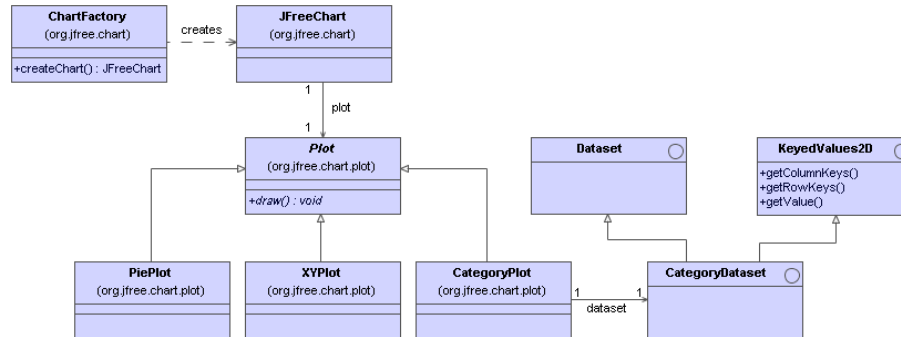 ChartFactory
(org.jfree.chart)
+createChart() : JFreeChart
creates
JFreeChart
(org.jfree.chart)
1
plot
1
Plot
(org.jfree.chart.plot)
+draw() : void
Dataset
KeyedValues2D
+getColumnKeys()
+getRowKeys()
+getValue()
PiePlot
(org.jfree.chart.plot)
XYPlot
(org.jfree.chart.plot)
CategoryPlot
(org.jfree.chart.plot)
1
1
dataset
CategoryDataset